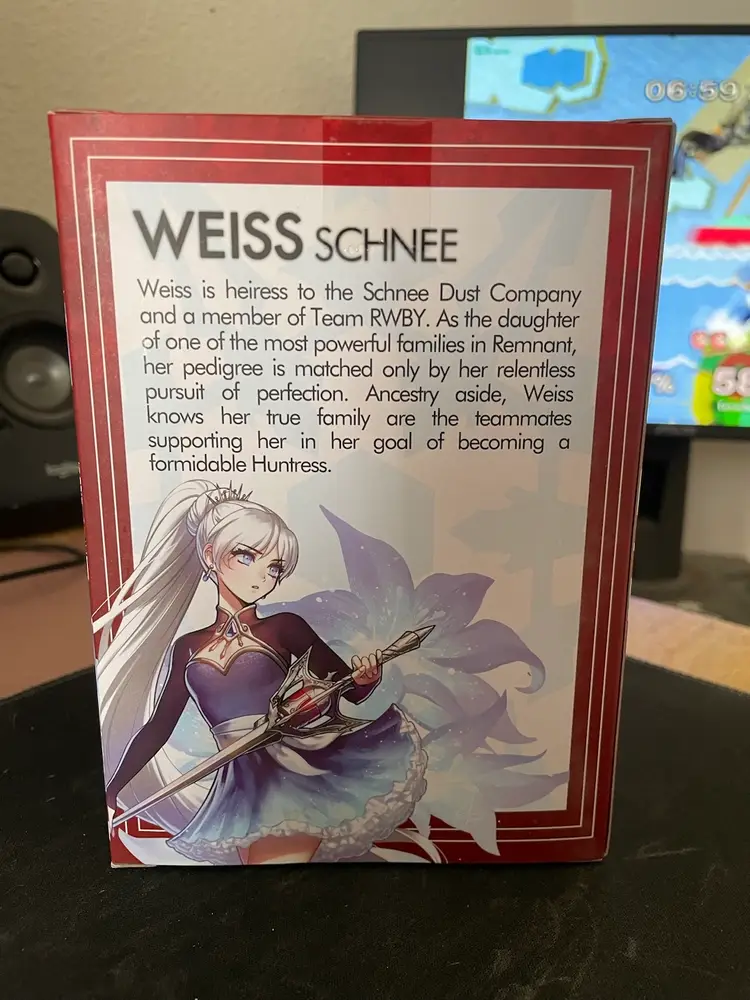 06:59
WEISS SCHNEE
Weiss is heiress to the Schnee Dust Company
and a member of Team RWBY. As the daughter
of one of the most powerful families in Remnant,
her pedigree is matched only by her relentless
pursuit of perfection. Ancestry aside, Weiss
knows her true family are the teammates
supporting her in her goal of becoming a
formidable Huntress.